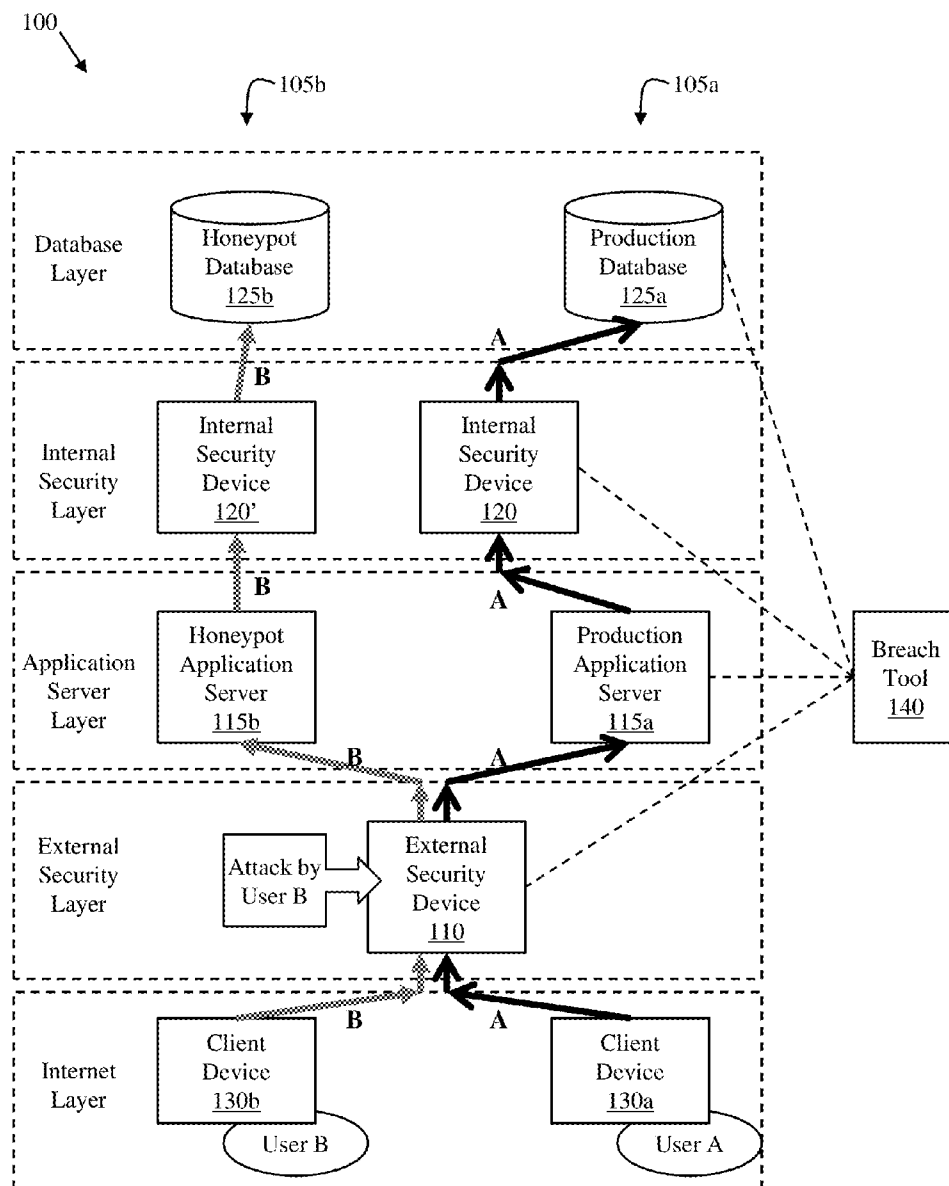 100
105b
105a
Database
Layer
Honeypot
Database
125b
Production
Database
125a
A
B
Internal
Security
Layer
Internal
Security
Device
120’
Internal
Security
Device
120
B
A
Application
Server
Layer
Honeypot
Application
Server
115b
Production
Application
Server
115a
Breach
Tool
140
B
A
External
Security
Layer
Attack by
User B
External
Security
Device
110
B
A
Internet
Layer
Client
Device
130b
User B
Client
Device
130a
User A